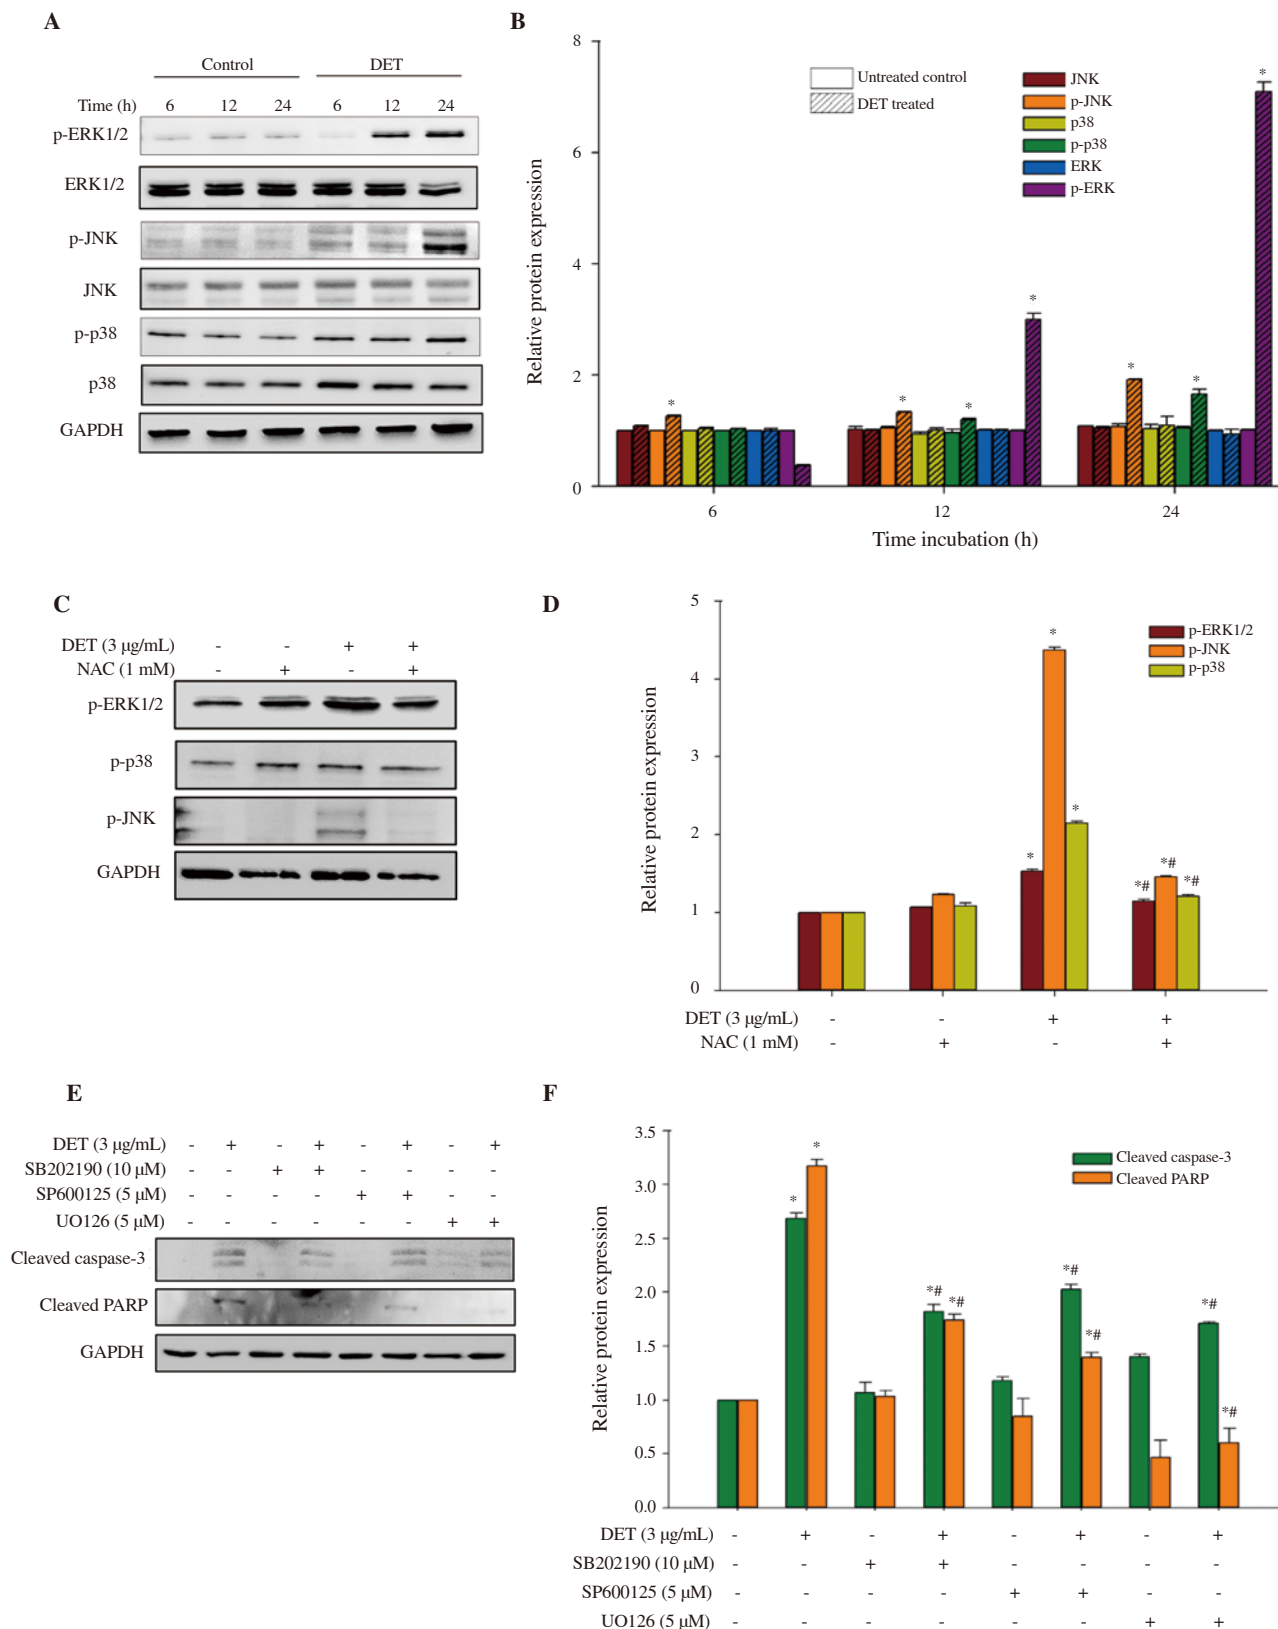 A
Control DET
Time (h) 6 12 24 6 12 24
p-ERK1/2
ERK1/2
p-JNK
JNK
p-p38
p38
GAPDH
B
8
6
4
2
0
Relative protein expression
Untreated control
DET treated
JNK
p-JNK
p38
p-p38
ERK
p-ERK
* * * * * * *
6 12 24
Time incubation (h)
C
DET (3 μg/mL) - - + +
NAC (1 mM) - + - +
p-ERK1/2
p-p38
p-JNK
GAPDH
D
5
4
3
2
1
0
Relative protein expression
p-ERK1/2
p-JNK
p-p38
* * * *# *# *#
DET (3 μg/mL) - - + +
NAC (1 mM) - + - +
E
DET (3 μg/mL) - + - + - + - +
SB202190 (10 μM) - - + + - - - -
SP600125 (5 μM) - - - - + + - -
UO126 (5 μM) - - - - - - + +
Cleaved caspase-3
Cleaved PARP
GAPDH
F
3.5
3.0
2.5
2.0
1.5
1.0
0.5
0.0
Relative protein expression
Cleaved caspase-3
Cleaved PARP
* * *# *# *# *# *# *#
DET (3 μg/mL) - + - + - + - +
SB202190 (10 μM) - - + + - - - -
SP600125 (5 μM) - - - - + + - -
UO126 (5 μM) - - - - - - + +